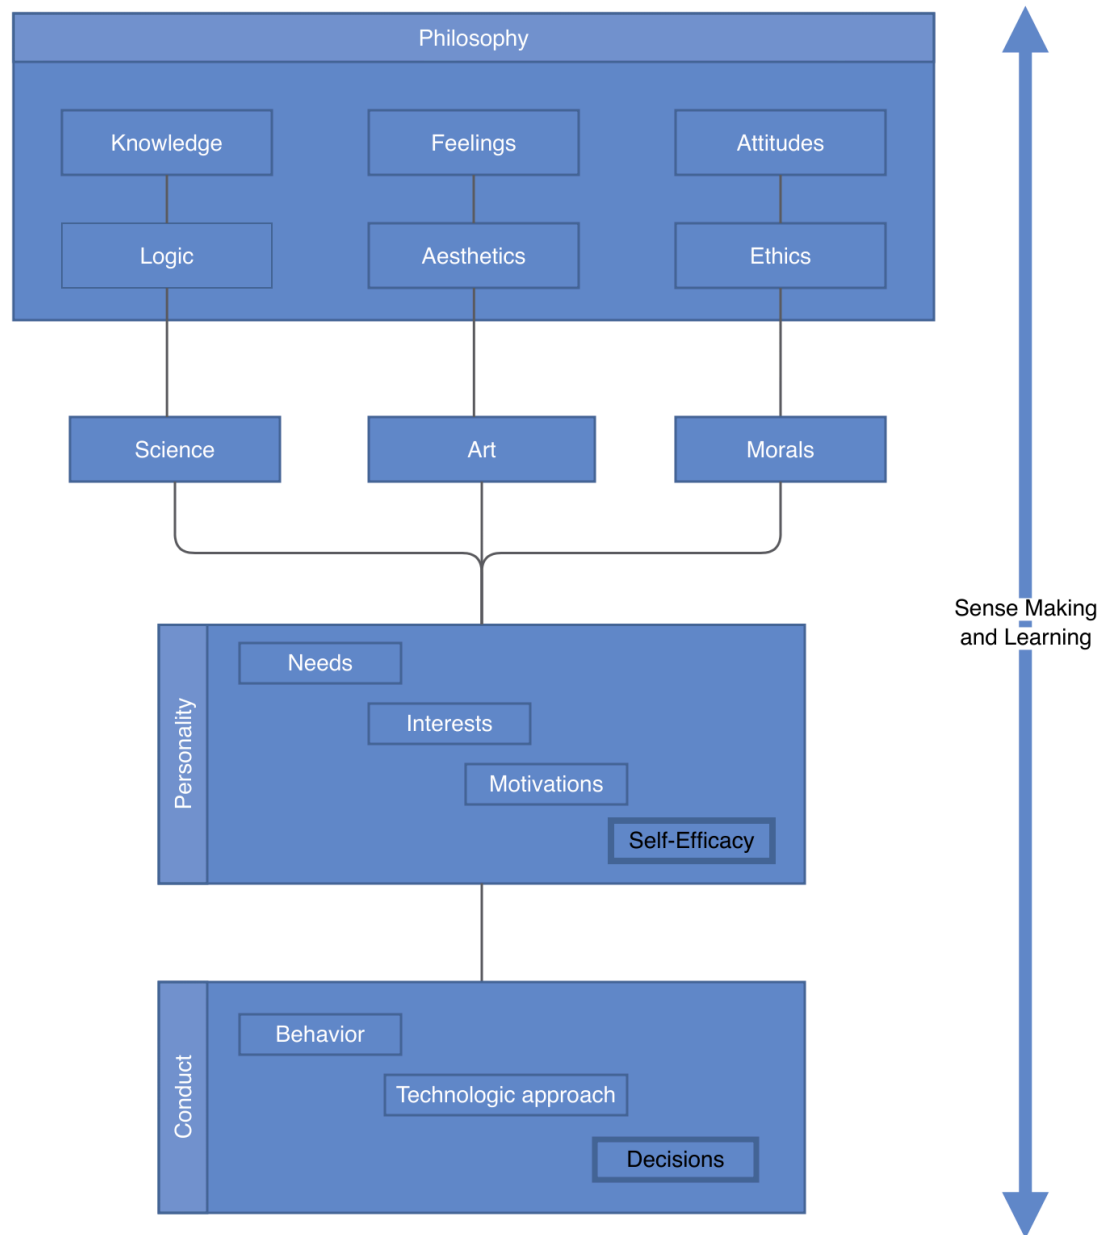 Philosophy
Knowledge
Feelings
Attitudes
Logic
Aesthetics
Ethics
Science
Art
Morals
Sense Making
and Learning
Personality
Needs
Interests
Motivations
Self-Efficacy
Conduct
Behavior
Technologic approach
Decisions